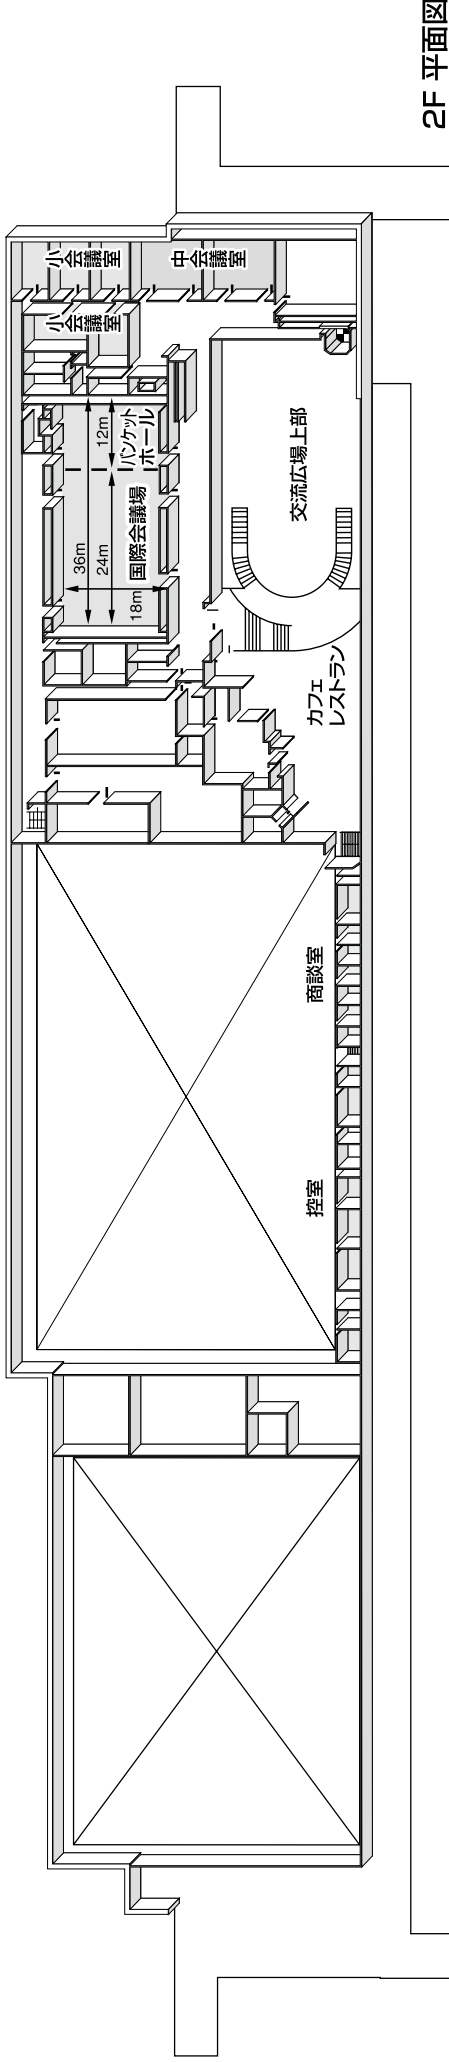 2F 平面図
小会議室
中会議室
小会議室
バンケット
ホール
12m
36m
24m
18m
国際会議場
交流広場上部
カフェ
レストラン
商談室
控室